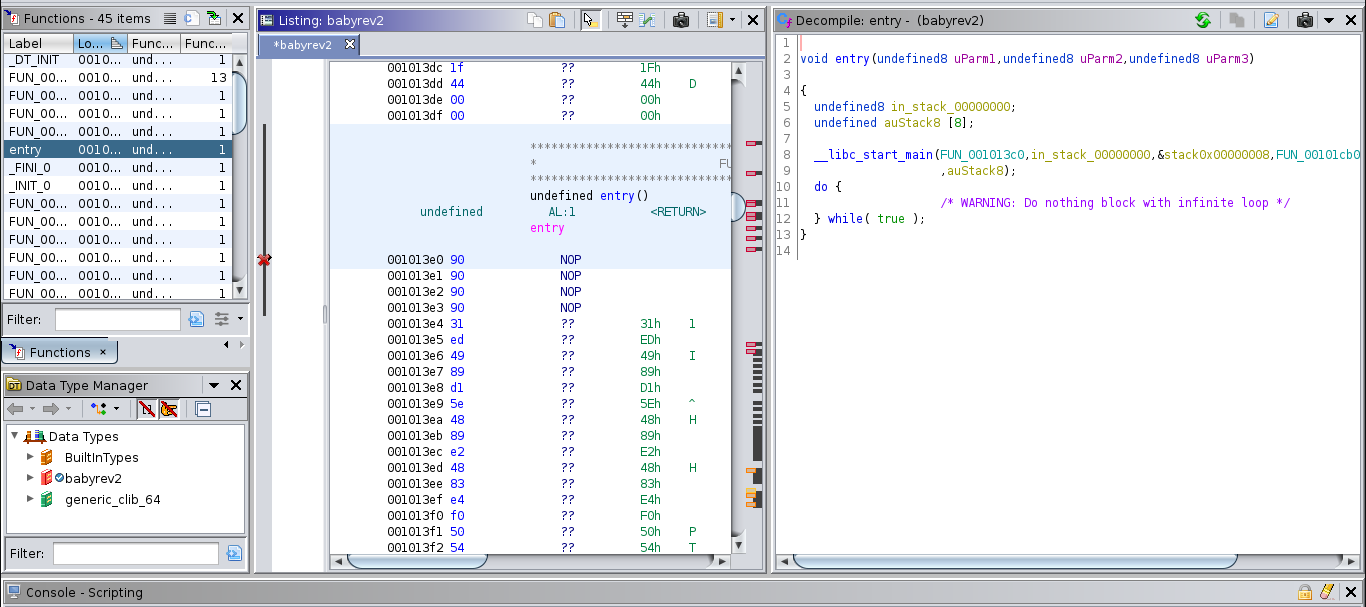 Functions - 45 items
Label Lo... Func... Func...
_DT_INIT 0010... und... 1
FUN_00... 0010... und... 13
FUN_00... 0010... und... 1
FUN_00... 0010... und... 1
FUN_00... 0010... und... 1
entry 0010... und... 1
_FINI_0 0010... und... 1
_INIT_0 0010... und... 1
FUN_00... 0010... und... 1
FUN_00... 0010... und... 1
FUN_00... 0010... und... 1
FUN_00... 0010... und... 1
FUN_00... 0010... und... 1
FUN_00... 0010... und... 1
Filter:
Functions ×
Data Type Manager
Data Types
BuiltInTypes
babyrev2
generic_clib_64
Filter:
Listing: babyrev2
*babyrev2
001013dc 1f ?? 1Fh
001013dd 44 ?? 44h D
001013de 00 ?? 00h
001013df 00 ?? 00h
*****************************
* FU
*****************************
undefined entry()
undefined AL:1 <RETURN>
entry
001013e0 90 NOP
001013e1 90 NOP
001013e2 90 NOP
001013e3 90 NOP
001013e4 31 ?? 31h 1
001013e5 ed ?? EDh
001013e6 49 ?? 49h I
001013e7 89 ?? 89h
001013e8 d1 ?? D1h
001013e9 5e ?? 5Eh ^
001013ea 48 ?? 48h H
001013eb 89 ?? 89h
001013ec e2 ?? E2h
001013ed 48 ?? 48h H
001013ee 83 ?? 83h
001013ef e4 ?? E4h
001013f0 f0 ?? F0h
001013f1 50 ?? 50h P
001013f2 54 ?? 54h T
Decompile: entry - (babyrev2)
1
2 void entry(undefined8 uParm1,undefined8 uParm2,undefined8 uParm3)
3
4 {
5 undefined8 in_stack_00000000;
6 undefined auStack8 [8];
7
8 __libc_start_main(FUN_001013c0,in_stack_00000000,&stack0x00000008,FUN_00101cb0
9 ,auStack8);
10 do {
11 /* WARNING: Do nothing block with infinite loop */
12 } while( true );
13 }
14
Console - Scripting